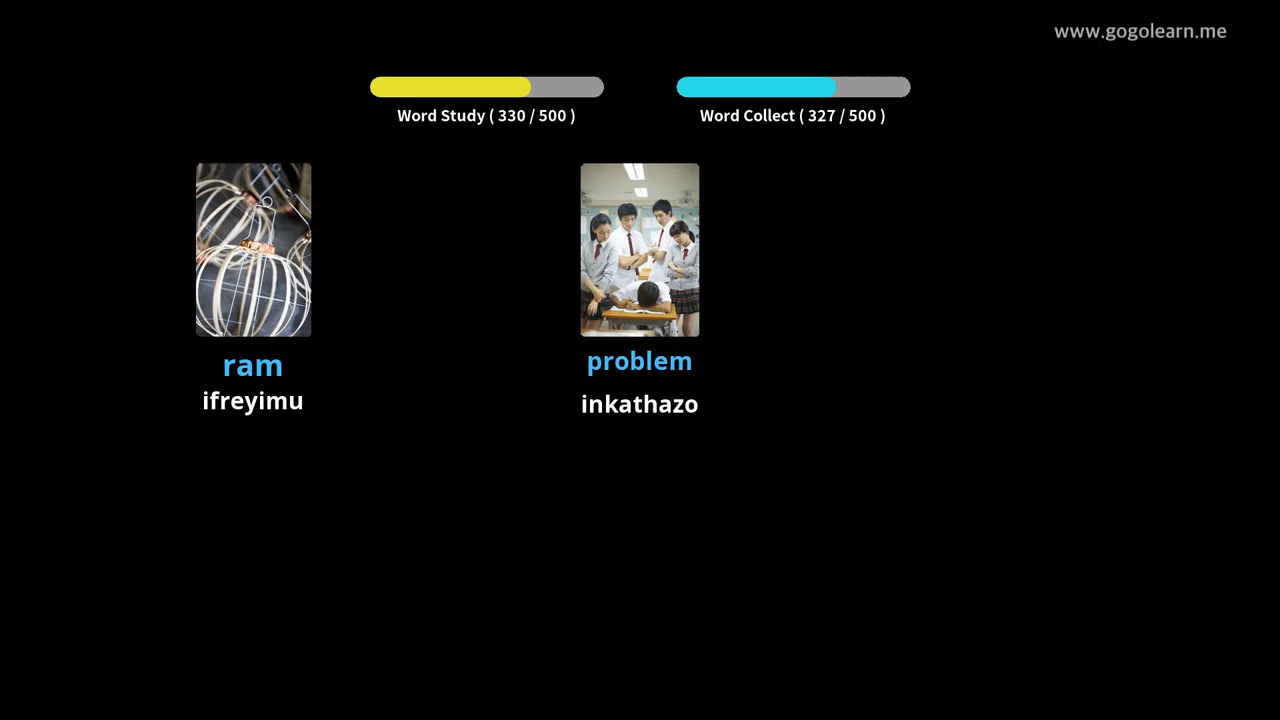 www.gogolearn.me
Word Study ( 330 / 500 )
Word Collect ( 327 / 500 )
ram
ifreyimu
problem
inkathazo